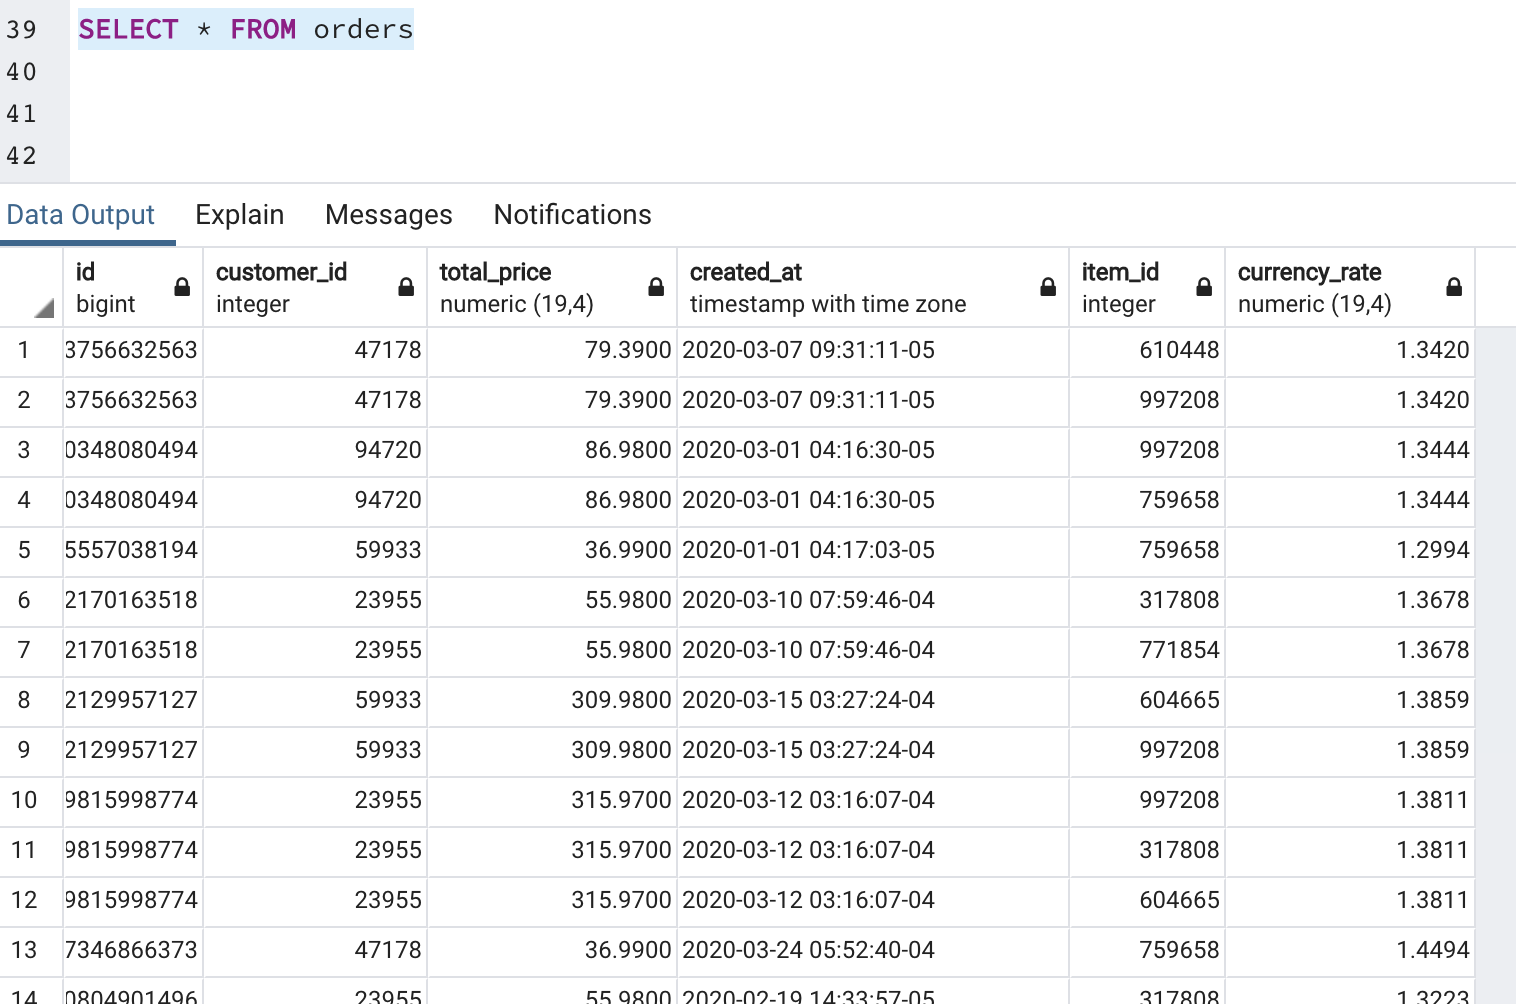 39 SELECT * FROM orders
40
41
42
Data Output Explain Messages Notifications
id customer_id total_price created_at item_id currency_rate
bigint integer numeric (19,4) timestamp with time zone integer numeric (19,4)
1 3756632563 47178 79.3900 2020-03-07 09:31:11-05 610448 1.3420
2 3756632563 47178 79.3900 2020-03-07 09:31:11-05 997208 1.3420
3 0348080494 94720 86.9800 2020-03-01 04:16:30-05 997208 1.3444
4 0348080494 94720 86.9800 2020-03-01 04:16:30-05 759658 1.3444
5 5557038194 59933 36.9900 2020-01-01 04:17:03-05 759658 1.2994
6 2170163518 23955 55.9800 2020-03-10 07:59:46-04 317808 1.3678
7 2170163518 23955 55.9800 2020-03-10 07:59:46-04 771854 1.3678
8 2129957127 59933 309.9800 2020-03-15 03:27:24-04 604665 1.3859
9 2129957127 59933 309.9800 2020-03-15 03:27:24-04 997208 1.3859
10 9815998774 23955 315.9700 2020-03-12 03:16:07-04 997208 1.3811
11 9815998774 23955 315.9700 2020-03-12 03:16:07-04 317808 1.3811
12 9815998774 23955 315.9700 2020-03-12 03:16:07-04 604665 1.3811
13 7346866373 47178 36.9900 2020-03-24 05:52:40-04 759658 1.4494
14 0804901496 23955 55.9800 2020-02-19 14:33:57-05 317808 1.3223